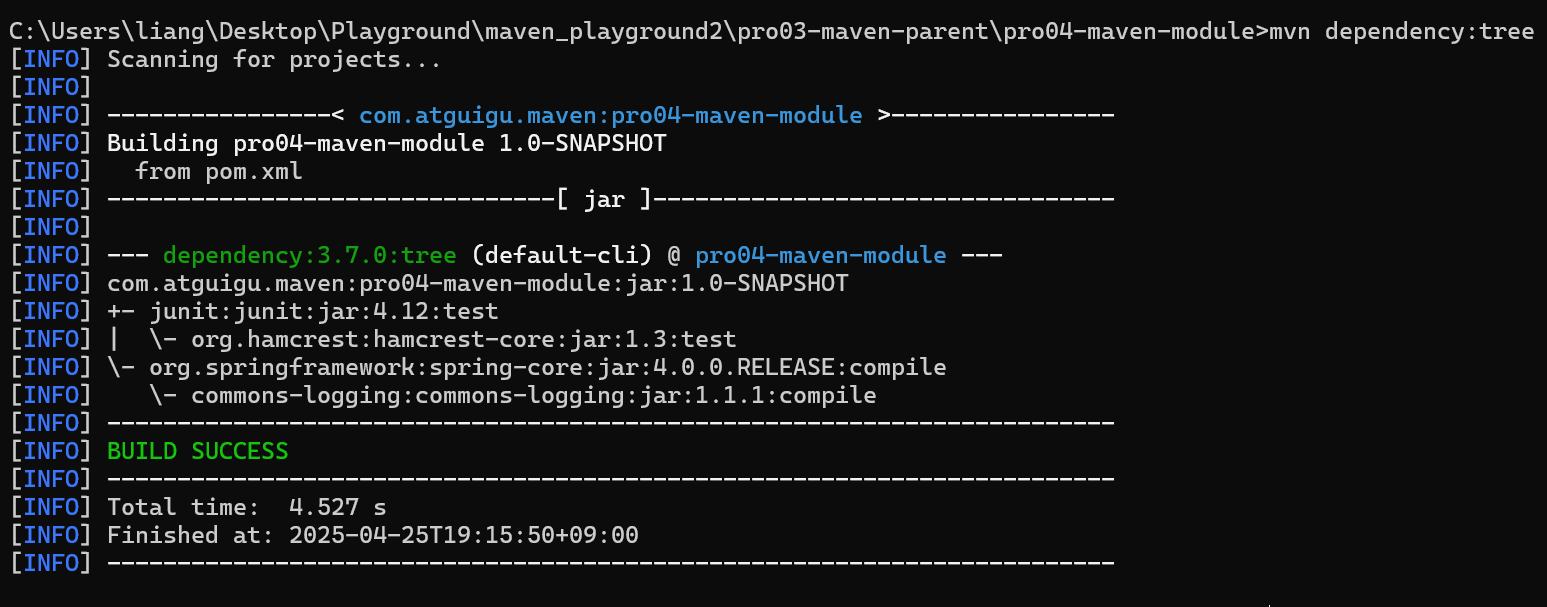 C:\Users\liang\Desktop\Playground\maven_playground2\pro03-maven-parent\pro04-maven-module>mvn dependency:tree
[INFO] Scanning for projects...
[INFO]
[INFO] ----------------< com.atguigu.maven:pro04-maven-module >----------------
[INFO] Building pro04-maven-module 1.0-SNAPSHOT
[INFO]   from pom.xml
[INFO] --------------------------------[ jar ]---------------------------------
[INFO]
[INFO] --- dependency:3.7.0:tree (default-cli) @ pro04-maven-module ---
[INFO] com.atguigu.maven:pro04-maven-module:jar:1.0-SNAPSHOT
[INFO] +- junit:junit:jar:4.12:test
[INFO] |  \- org.hamcrest:hamcrest-core:jar:1.3:test
[INFO] \- org.springframework:spring-core:jar:4.0.0.RELEASE:compile
[INFO]    \- commons-logging:commons-logging:jar:1.1.1:compile
[INFO] ------------------------------------------------------------------------
[INFO] BUILD SUCCESS
[INFO] ------------------------------------------------------------------------
[INFO] Total time:  4.527 s
[INFO] Finished at: 2025-04-25T19:15:50+09:00
[INFO] ------------------------------------------------------------------------